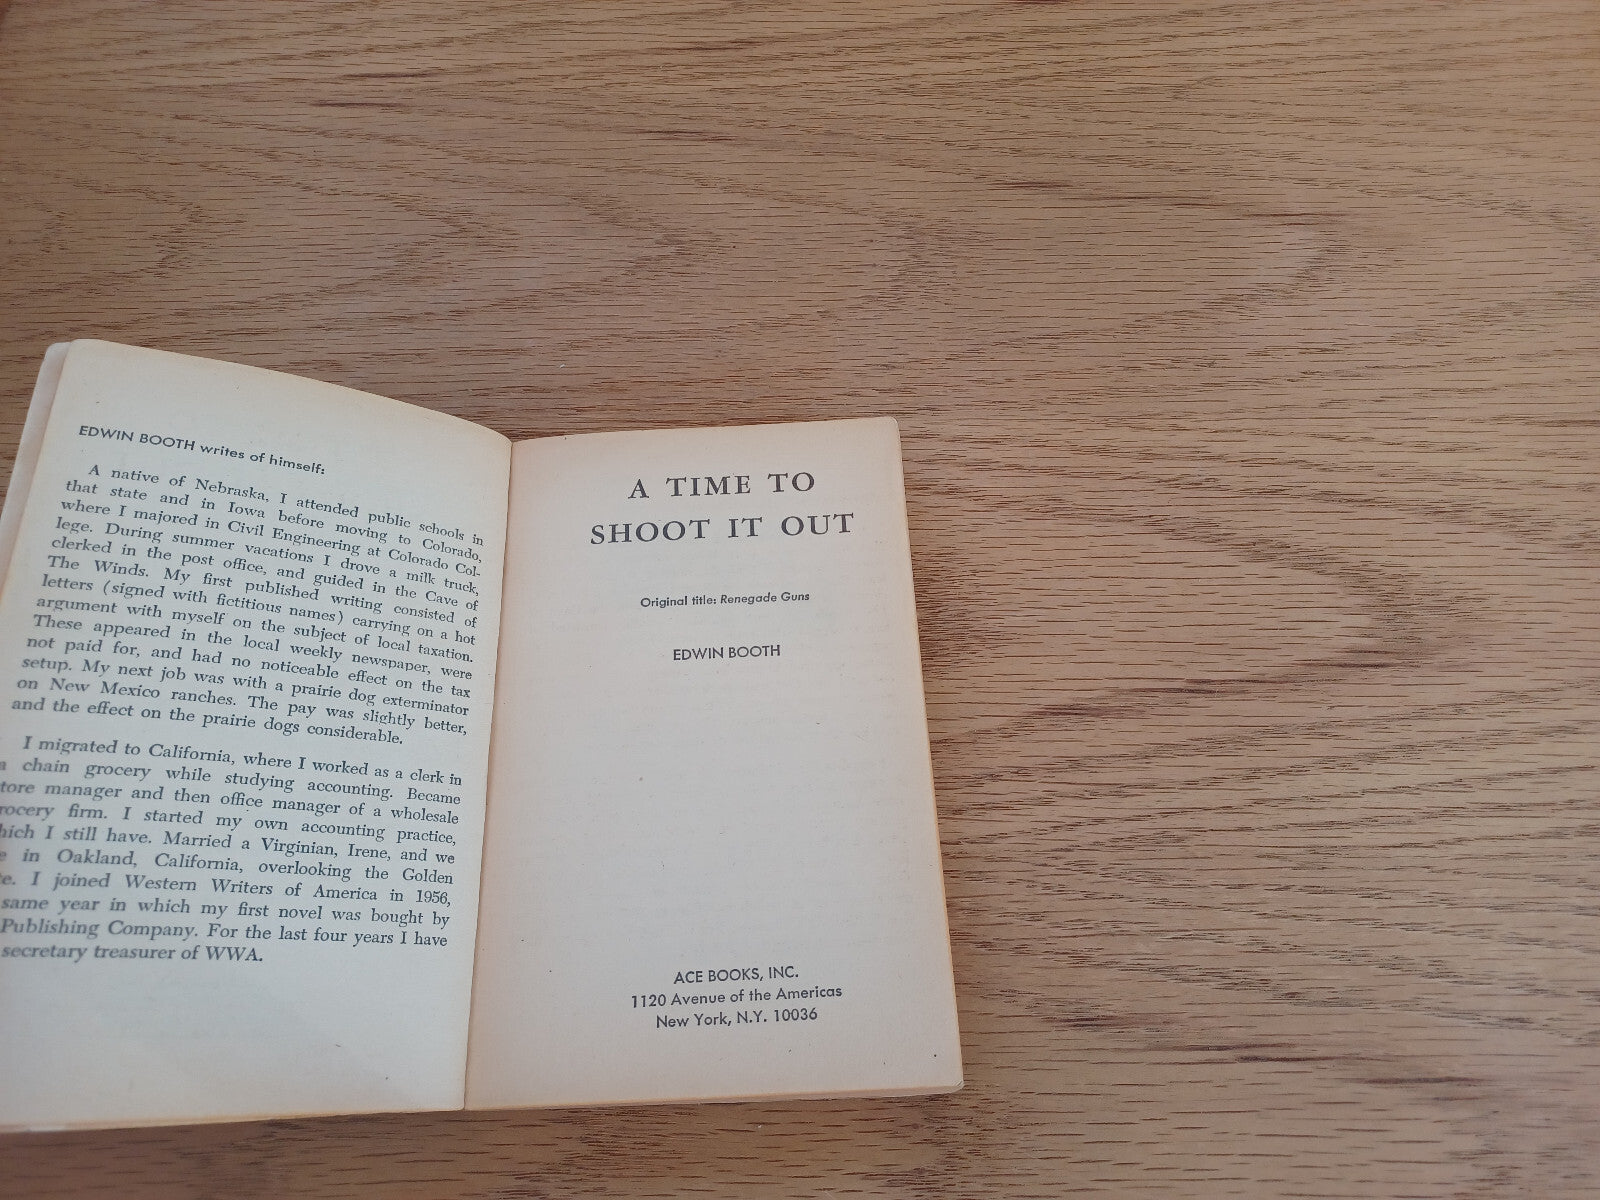 EDWIN BOOTH writes of himself:
A native of Nebraska, I attended public schools in
that state and in Iowa before moving to Colorado,
where I majored in Civil Engineering at Colorado Col-
lege. During summer vacations I drove a milk truck,
clerked in the post office, and guided in the Cave of
The Winds. My first published writing consisted of
letters (signed with fictitious names) carrying on a hot
argument with myself on the subject of local taxation.
These appeared in the local weekly newspaper, were
not paid for, and had no noticeable effect on the tax
setup. My next job was with a prairie dog exterminator
on New Mexico ranches. The pay was slightly better,
and the effect on the prairie dogs considerable.
I migrated to California, where I worked as a clerk in
a chain grocery while studying accounting. Became
tore manager and then office manager of a wholesale
rocery firm. I started my own accounting practice,
hich I still have. Married a Virginian, Irene, and we
e in Oakland, California, overlooking the Golden
te. I joined Western Writers of America in 1956,
same year in which my first novel was bought by
Publishing Company. For the last four years I have
secretary treasurer of WWA.
A TIME TO
SHOOT IT OUT
Original title: Renegade Guns
EDWIN BOOTH
ACE BOOKS, INC.
1120 Avenue of the Americas
New York, N.Y. 10036